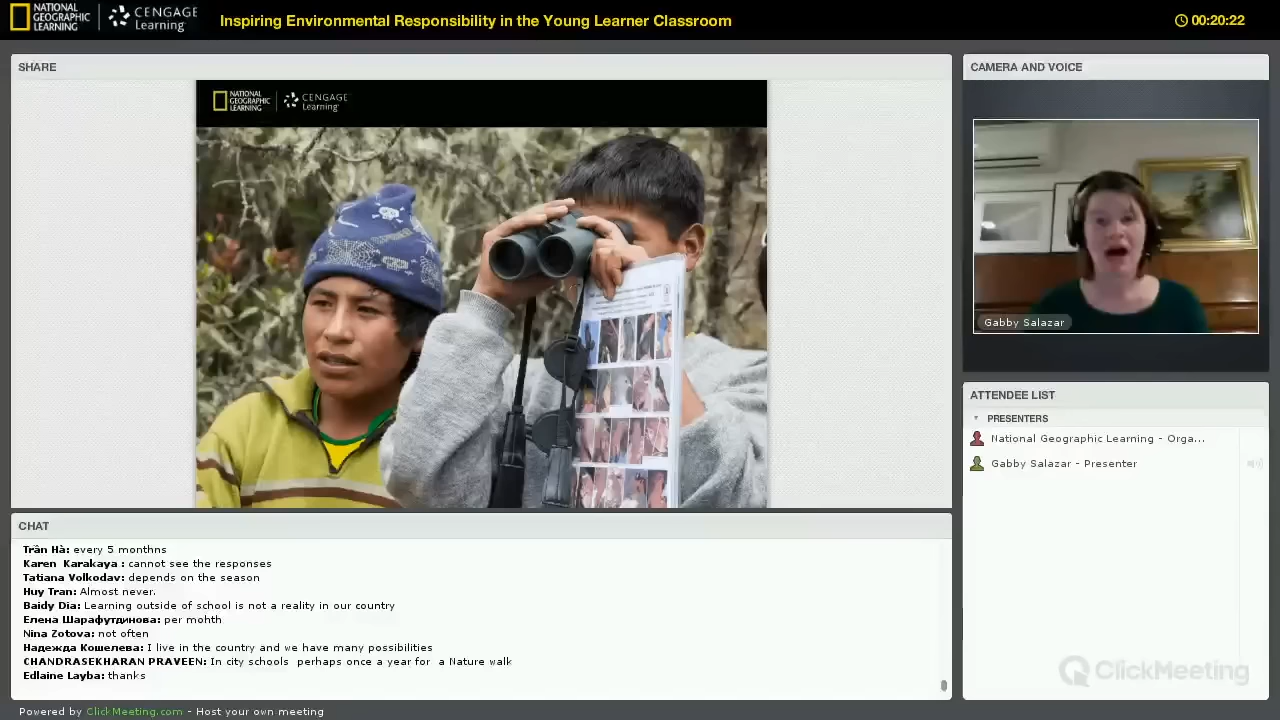 NATIONAL GEOGRAPHIC LEARNING
CENGAGE Learning
Inspiring Environmental Responsibility in the Young Learner Classroom
00:20:22
SHARE
NATIONAL GEOGRAPHIC LEARNING
CENGAGE Learning
CAMERA AND VOICE
Gabby Salazar
ATTENDEE LIST
PRESENTERS
National Geographic Learning - Orga...
Gabby Salazar - Presenter
CHAT
Trần Hà: every 5 monthns
Karen Karakaya : cannot see the responses
Tatiana Volkodav: depends on the season
Huy Tran: Almost never.
Baidy Dia: Learning outside of school is not a reality in our country
Елена Шарафутдинова: per mohth
Nina Zotova: not often
Надежда Кошелева: I live in the country and we have many possibilities
CHANDRASEKHARAN PRAVEEN: In city schools perhaps once a year for a Nature walk
Edlaine Layba: thanks
ClickMeeting
Powered by ClickMeeting.com - Host your own meeting